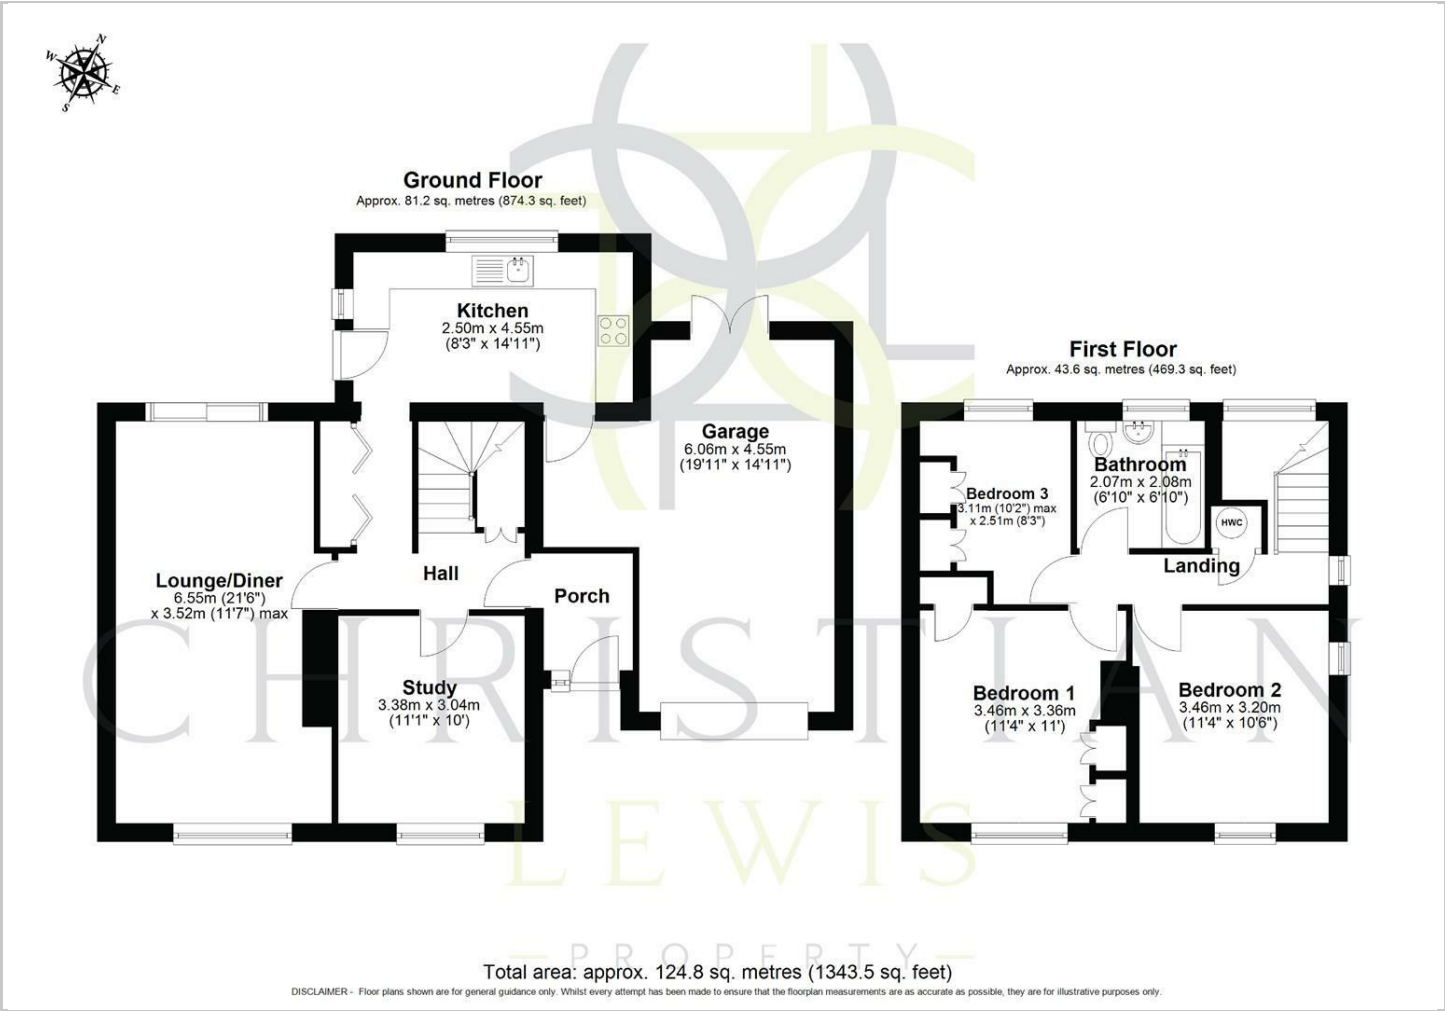 N
W
E
S
Ground Floor
Approx. 81.2 sq. metres (874.3 sq. feet)
Kitchen
2.50m x 4.55m
(8'3" x 14'11")
Garage
6.06m x 4.55m
(19'11" x 14'11")
Lounge/Diner
6.55m (21'6")
x 3.52m (11'7") max
Hall
Porch
Study
3.38m x 3.04m
(11'1" x 10')
First Floor
Approx. 43.6 sq. metres (469.3 sq. feet)
Bedroom 3
3.11m (10'2") max
x 2.51m (8'3")
Bathroom
2.07m x 2.08m
(6'10" x 6'10")
HWC
Landing
Bedroom 1
3.46m x 3.36m
(11'4" x 11')
Bedroom 2
3.46m x 3.20m
(11'4" x 10'6")
CHRISTIAN
LEWIS
PROPERTY
Total area: approx. 124.8 sq. metres (1343.5 sq. feet)
DISCLAIMER - Floor plans shown are for general guidance only. Whilst every attempt has been made to ensure that the floorplan measurements are as accurate as possible, they are for illustrative purposes only.